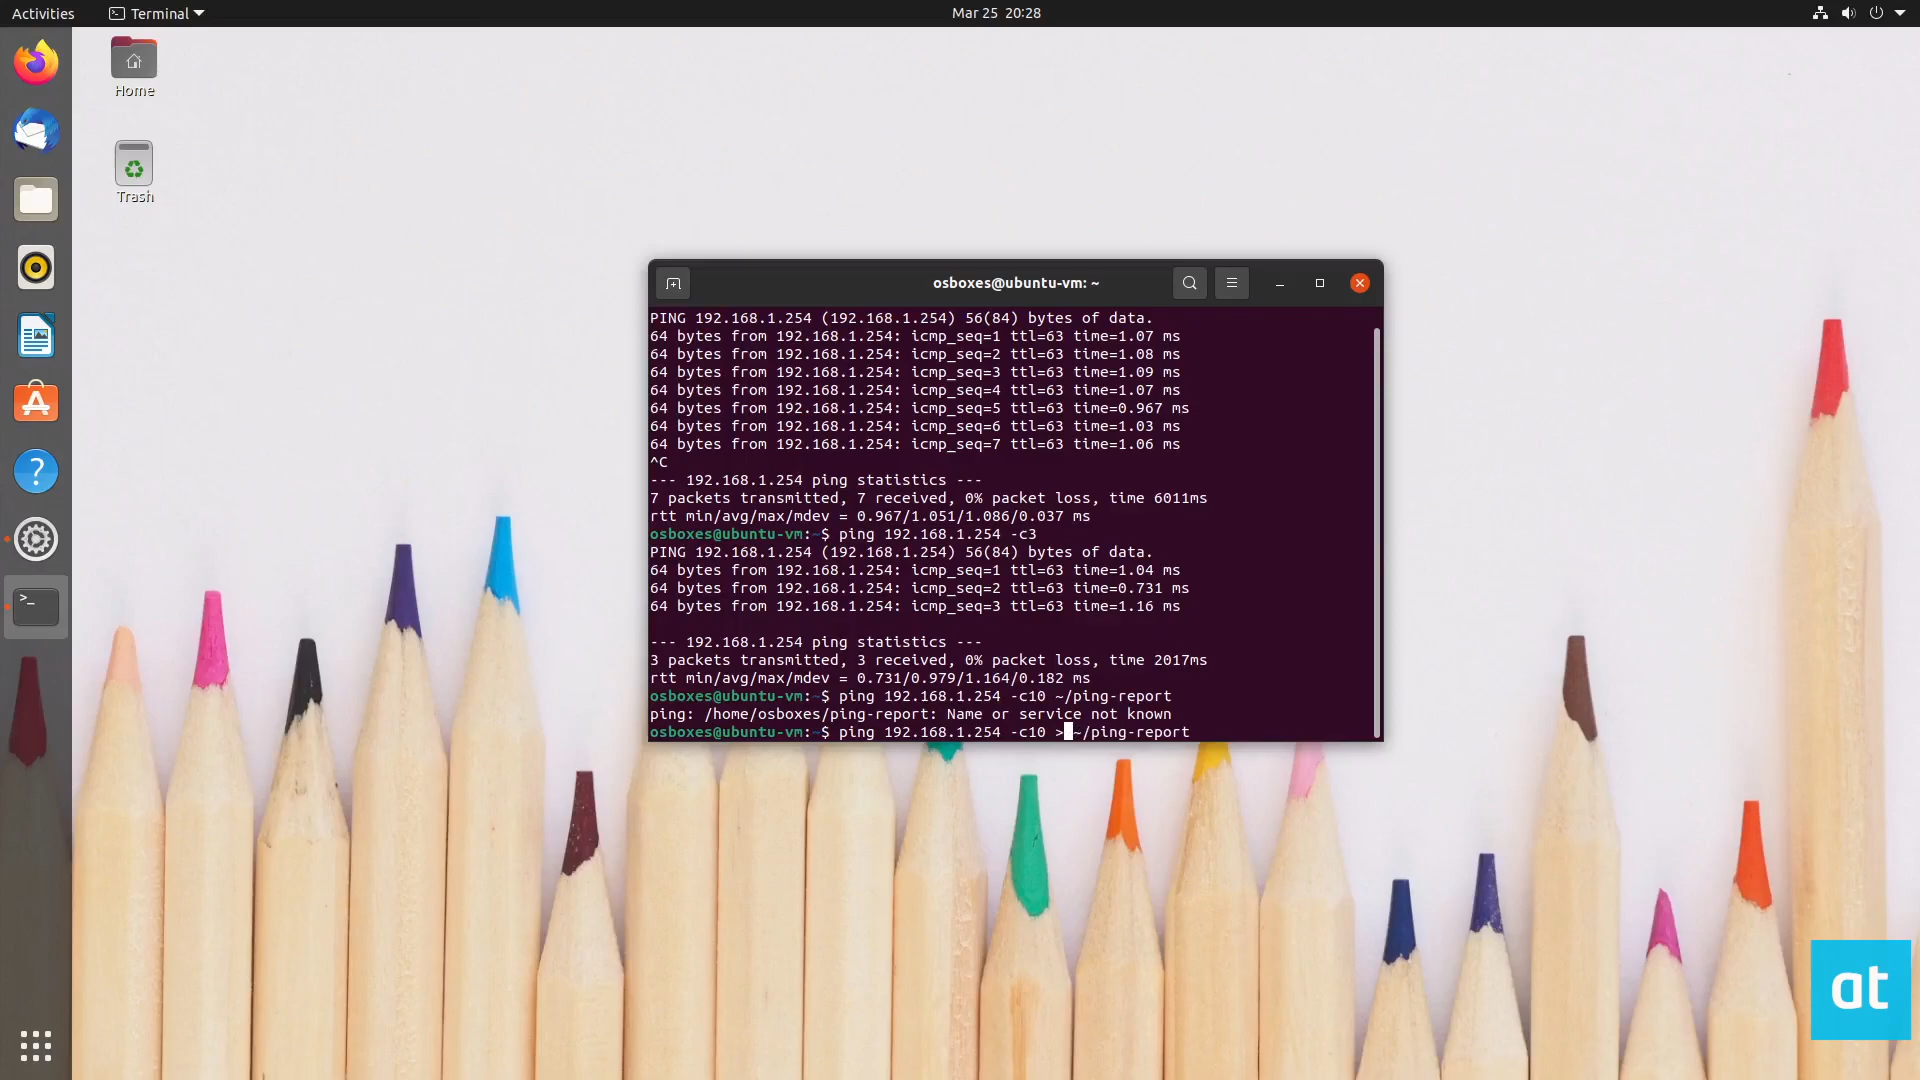 Activities
Terminal
Mar 25 20:28
Home
Trash
osboxes@ubuntu-vm: ~
PING 192.168.1.254 (192.168.1.254) 56(84) bytes of data.
64 bytes from 192.168.1.254: icmp_seq=1 ttl=63 time=1.07 ms
64 bytes from 192.168.1.254: icmp_seq=2 ttl=63 time=1.08 ms
64 bytes from 192.168.1.254: icmp_seq=3 ttl=63 time=1.09 ms
64 bytes from 192.168.1.254: icmp_seq=4 ttl=63 time=1.07 ms
64 bytes from 192.168.1.254: icmp_seq=5 ttl=63 time=0.967 ms
64 bytes from 192.168.1.254: icmp_seq=6 ttl=63 time=1.03 ms
64 bytes from 192.168.1.254: icmp_seq=7 ttl=63 time=1.06 ms
^C
--- 192.168.1.254 ping statistics ---
7 packets transmitted, 7 received, 0% packet loss, time 6011ms
rtt min/avg/max/mdev = 0.967/1.051/1.086/0.037 ms
osboxes@ubuntu-vm:~$ ping 192.168.1.254 -c3
PING 192.168.1.254 (192.168.1.254) 56(84) bytes of data.
64 bytes from 192.168.1.254: icmp_seq=1 ttl=63 time=1.04 ms
64 bytes from 192.168.1.254: icmp_seq=2 ttl=63 time=0.731 ms
64 bytes from 192.168.1.254: icmp_seq=3 ttl=63 time=1.16 ms
--- 192.168.1.254 ping statistics ---
3 packets transmitted, 3 received, 0% packet loss, time 2017ms
rtt min/avg/max/mdev = 0.731/0.979/1.164/0.182 ms
osboxes@ubuntu-vm:~$ ping 192.168.1.254 -c10 ~/ping-report
ping: /home/osboxes/ping-report: Name or service not known
osboxes@ubuntu-vm:~$ ping 192.168.1.254 -c10 > ~/ping-report
at